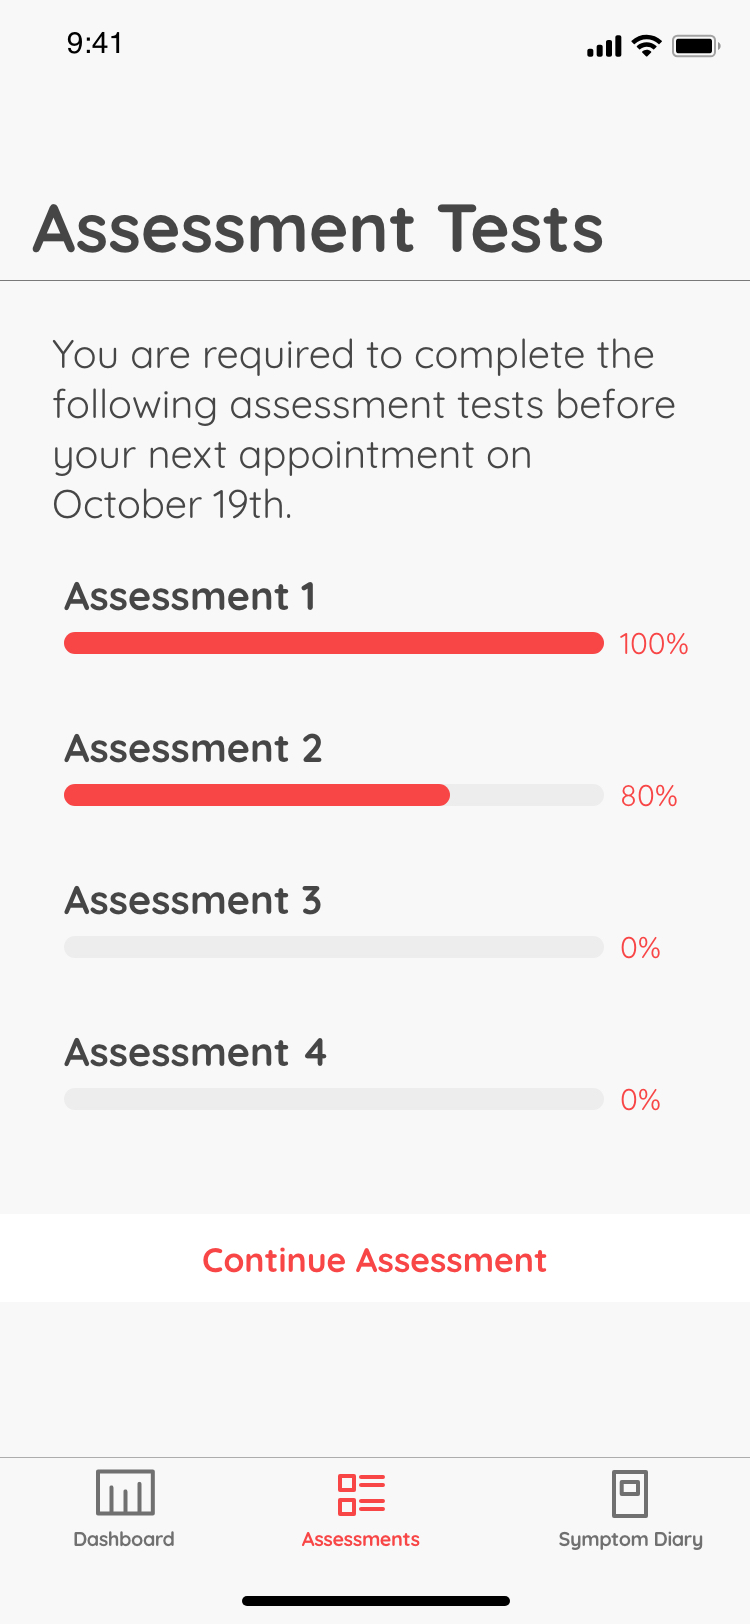 9:41
Assessment Tests
You are required to complete the
following assessment tests before
your next appointment on
October 19th.
Assessment 1
100%
Assessment 2
80%
Assessment 3
0%
Assessment 4
0%
Continue Assessment
Dashboard
Assessments
Symptom Diary